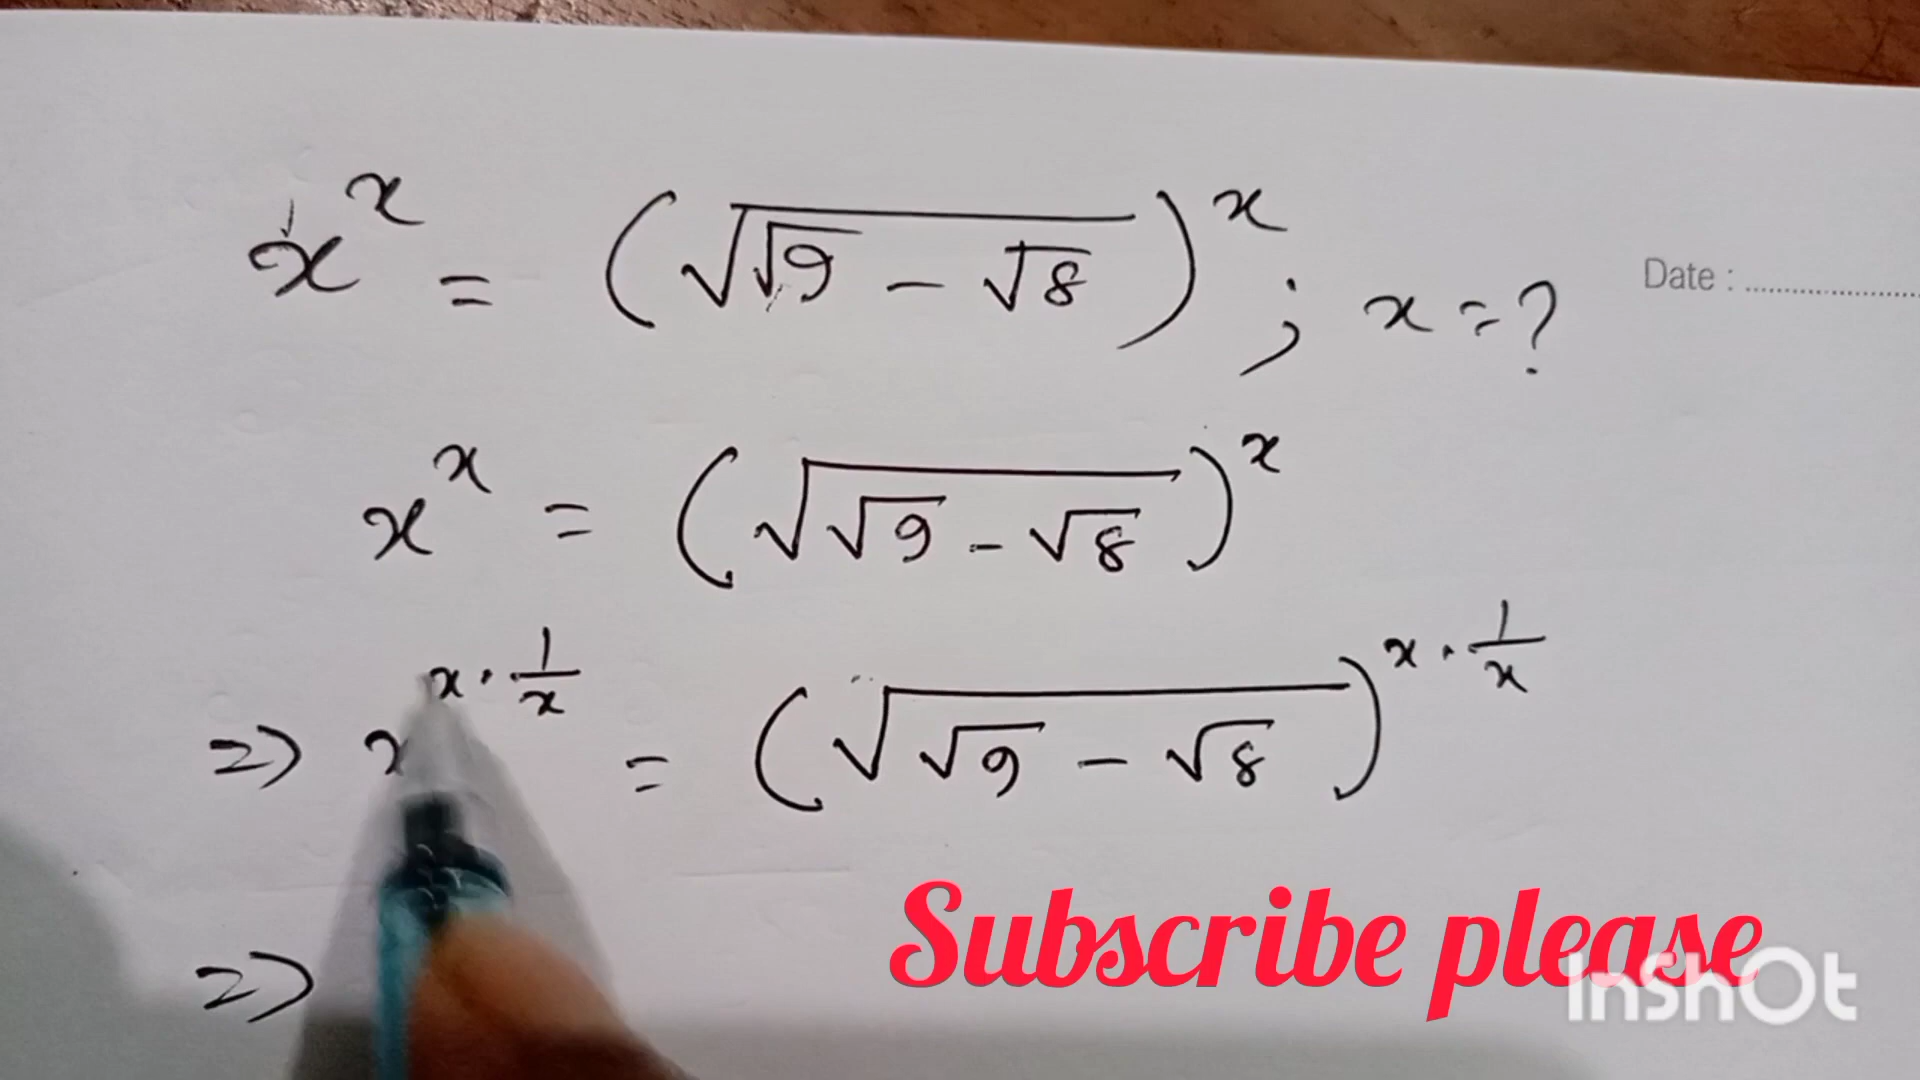 x^x = (√(√9 - √8))^x ; x = ?
Date : ....................
x^x = (√(√9 - √8))^x
=> x^(x · 1/x) = (√(√9 - √8))^(x · 1/x)
=>
Subscribe please
InShOt